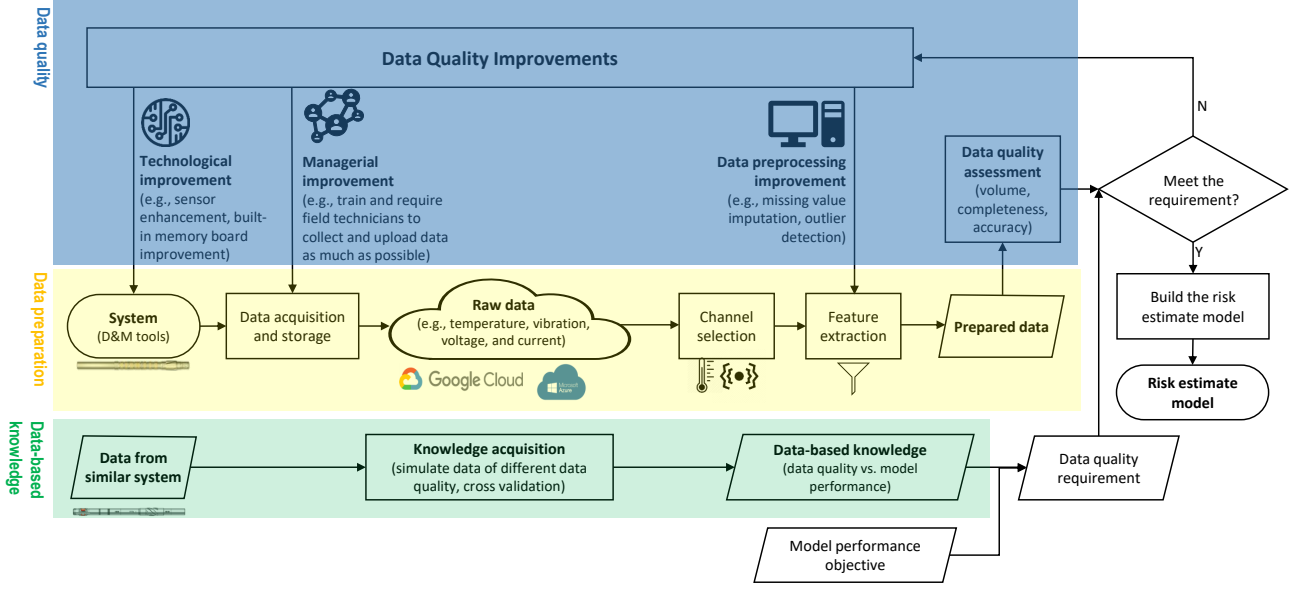 Data quality
Data Quality Improvements
N
Technological
improvement
(e.g., sensor
enhancement, built-
in memory board
improvement)
Managerial
improvement
(e.g., train and require
field technicians to
collect and upload data
as much as possible)
Data preprocessing
improvement
(e.g., missing value
imputation, outlier
detection)
Data quality
assessment
(volume,
completeness,
accuracy)
Meet the
requirement?
Y
Data preparation
System
(D&M tools)
Data acquisition
and storage
Raw data
(e.g., temperature, vibration,
voltage, and current)
Google Cloud
Microsoft
Azure
Channel
selection
Feature
extraction
Prepared data
Build the risk
estimate model
Risk estimate
model
Data-based
knowledge
Data from
similar system
Knowledge acquisition
(simulate data of different data
quality, cross validation)
Data-based knowledge
(data quality vs. model
performance)
Data quality
requirement
Model performance
objective